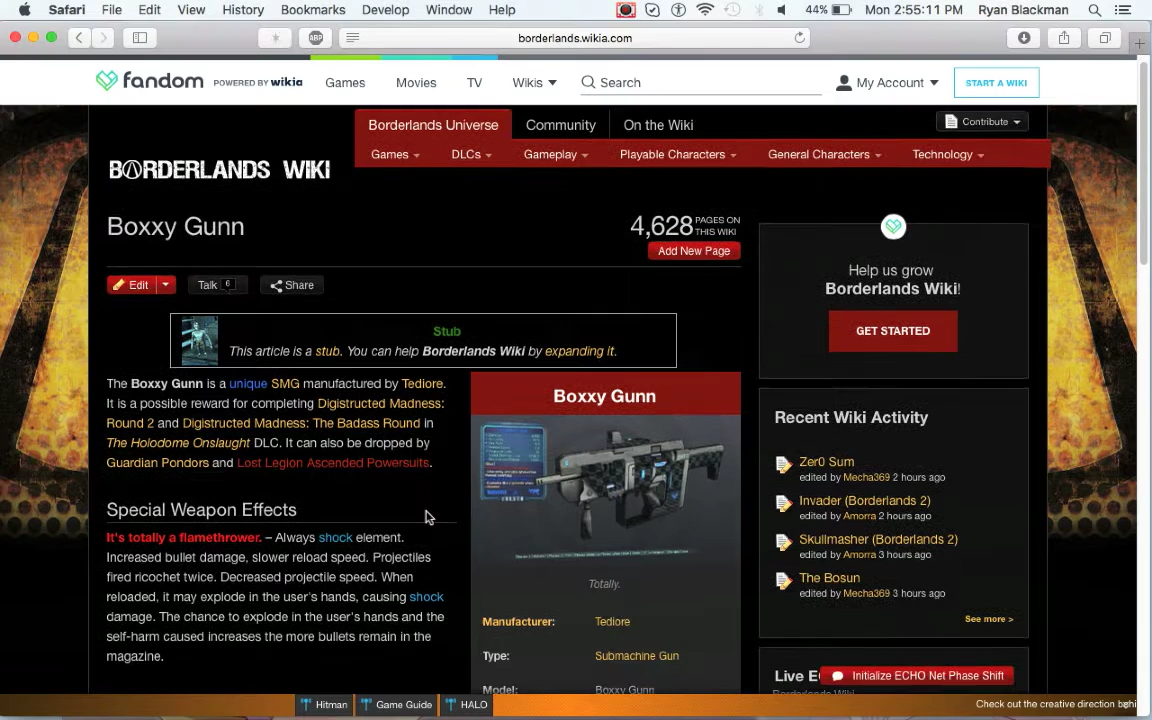 Safari File Edit View History Bookmarks Develop Window Help 44% Mon 2:55:11 PM Ryan Blackman
ABP borderlands.wikia.com
fandom POWERED BY wikia Games Movies TV Wikis Search My Account START A WIKI
Borderlands Universe Community On the Wiki Contribute
Games DLCs Gameplay Playable Characters General Characters Technology
BORDERLANDS WIKI
Boxxy Gunn
4,628 PAGES ON
THIS WIKI
Add New Page
Edit Talk 6 Share
Stub
This article is a stub. You can help Borderlands Wiki by expanding it.
The Boxxy Gunn is a unique SMG manufactured by Tediore.
It is a possible reward for completing Digistructed Madness:
Round 2 and Digistructed Madness: The Badass Round in
The Holodome Onslaught DLC. It can also be dropped by
Guardian Pondors and Lost Legion Ascended Powersuits.
Special Weapon Effects
It's totally a flamethrower. – Always shock element.
Increased bullet damage, slower reload speed. Projectiles
fired ricochet twice. Decreased projectile speed. When
reloaded, it may explode in the user's hands, causing shock
damage. The chance to explode in the user's hands and the
self-harm caused increases the more bullets remain in the
magazine.
Boxxy Gunn
Totally.
Manufacturer: Tediore
Type: Submachine Gun
Model: Boxxy Gunn
Help us grow
Borderlands Wiki!
GET STARTED
Recent Wiki Activity
Zer0 Sum
edited by Mecha369 2 hours ago
Invader (Borderlands 2)
edited by Amorra 2 hours ago
Skullmasher (Borderlands 2)
edited by Amorra 3 hours ago
The Bosun
edited by Mecha369 3 hours ago
See more >
Live
Initialize ECHO Net Phase Shift
Borderlands Wiki
Hitman Game Guide HALO Check out the creative direction